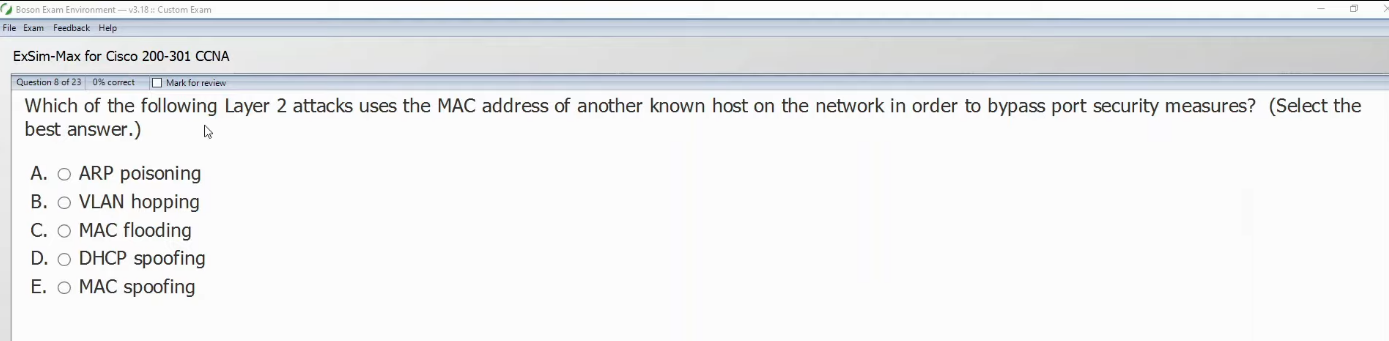 Boson Exam Environment — v3.18 :: Custom Exam
File Exam Feedback Help
ExSim-Max for Cisco 200-301 CCNA
Question 8 of 23 0% correct Mark for review
Which of the following Layer 2 attacks uses the MAC address of another known host on the network in order to bypass port security measures? (Select the
best answer.)
A. ARP poisoning
B. VLAN hopping
C. MAC flooding
D. DHCP spoofing
E. MAC spoofing